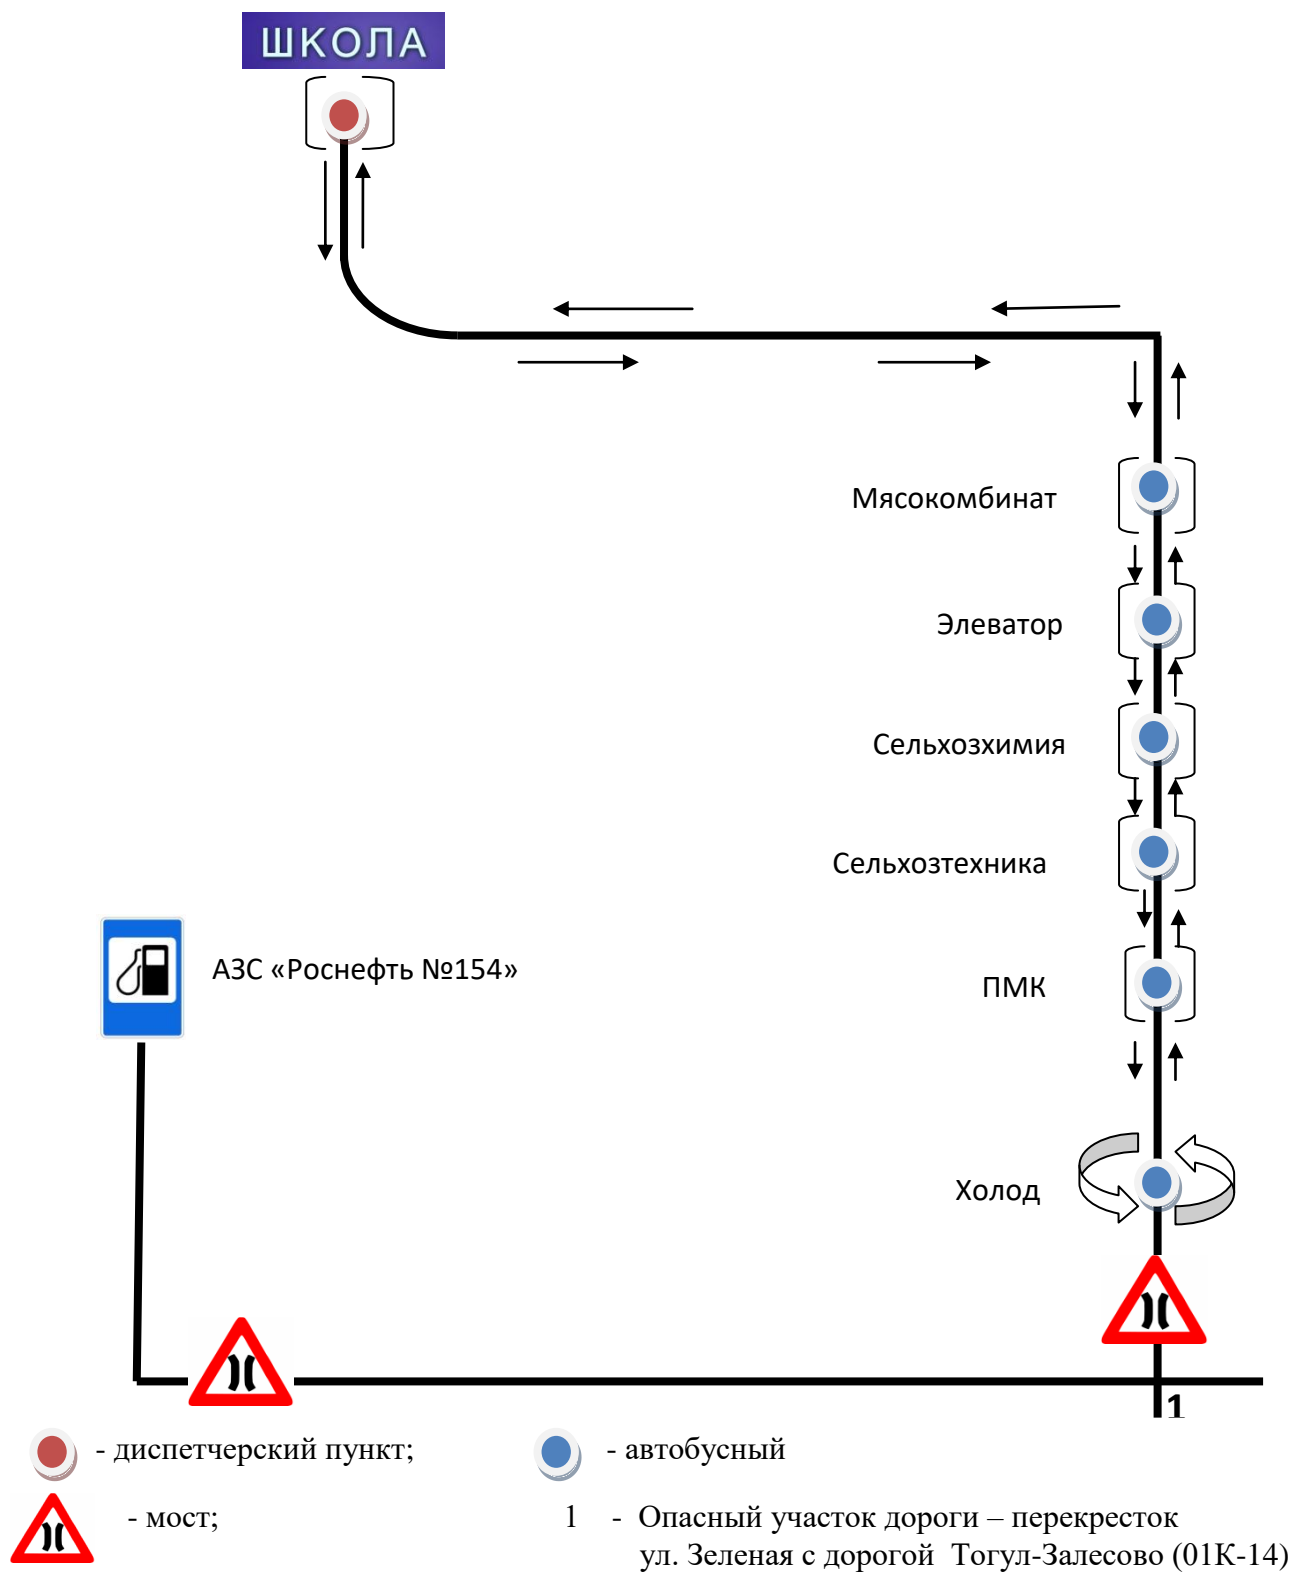 ШКОЛА
Мясокомбинат
Элеватор
Сельхозхимия
Сельхозтехника
АЗС «Роснефть №154»
ПМК
Холод
1
- диспетчерский пункт;
- автобусный
- мост;
1 - Опасный участок дороги – перекресток
ул. Зеленая с дорогой Тогул-Залесово (01К-14)